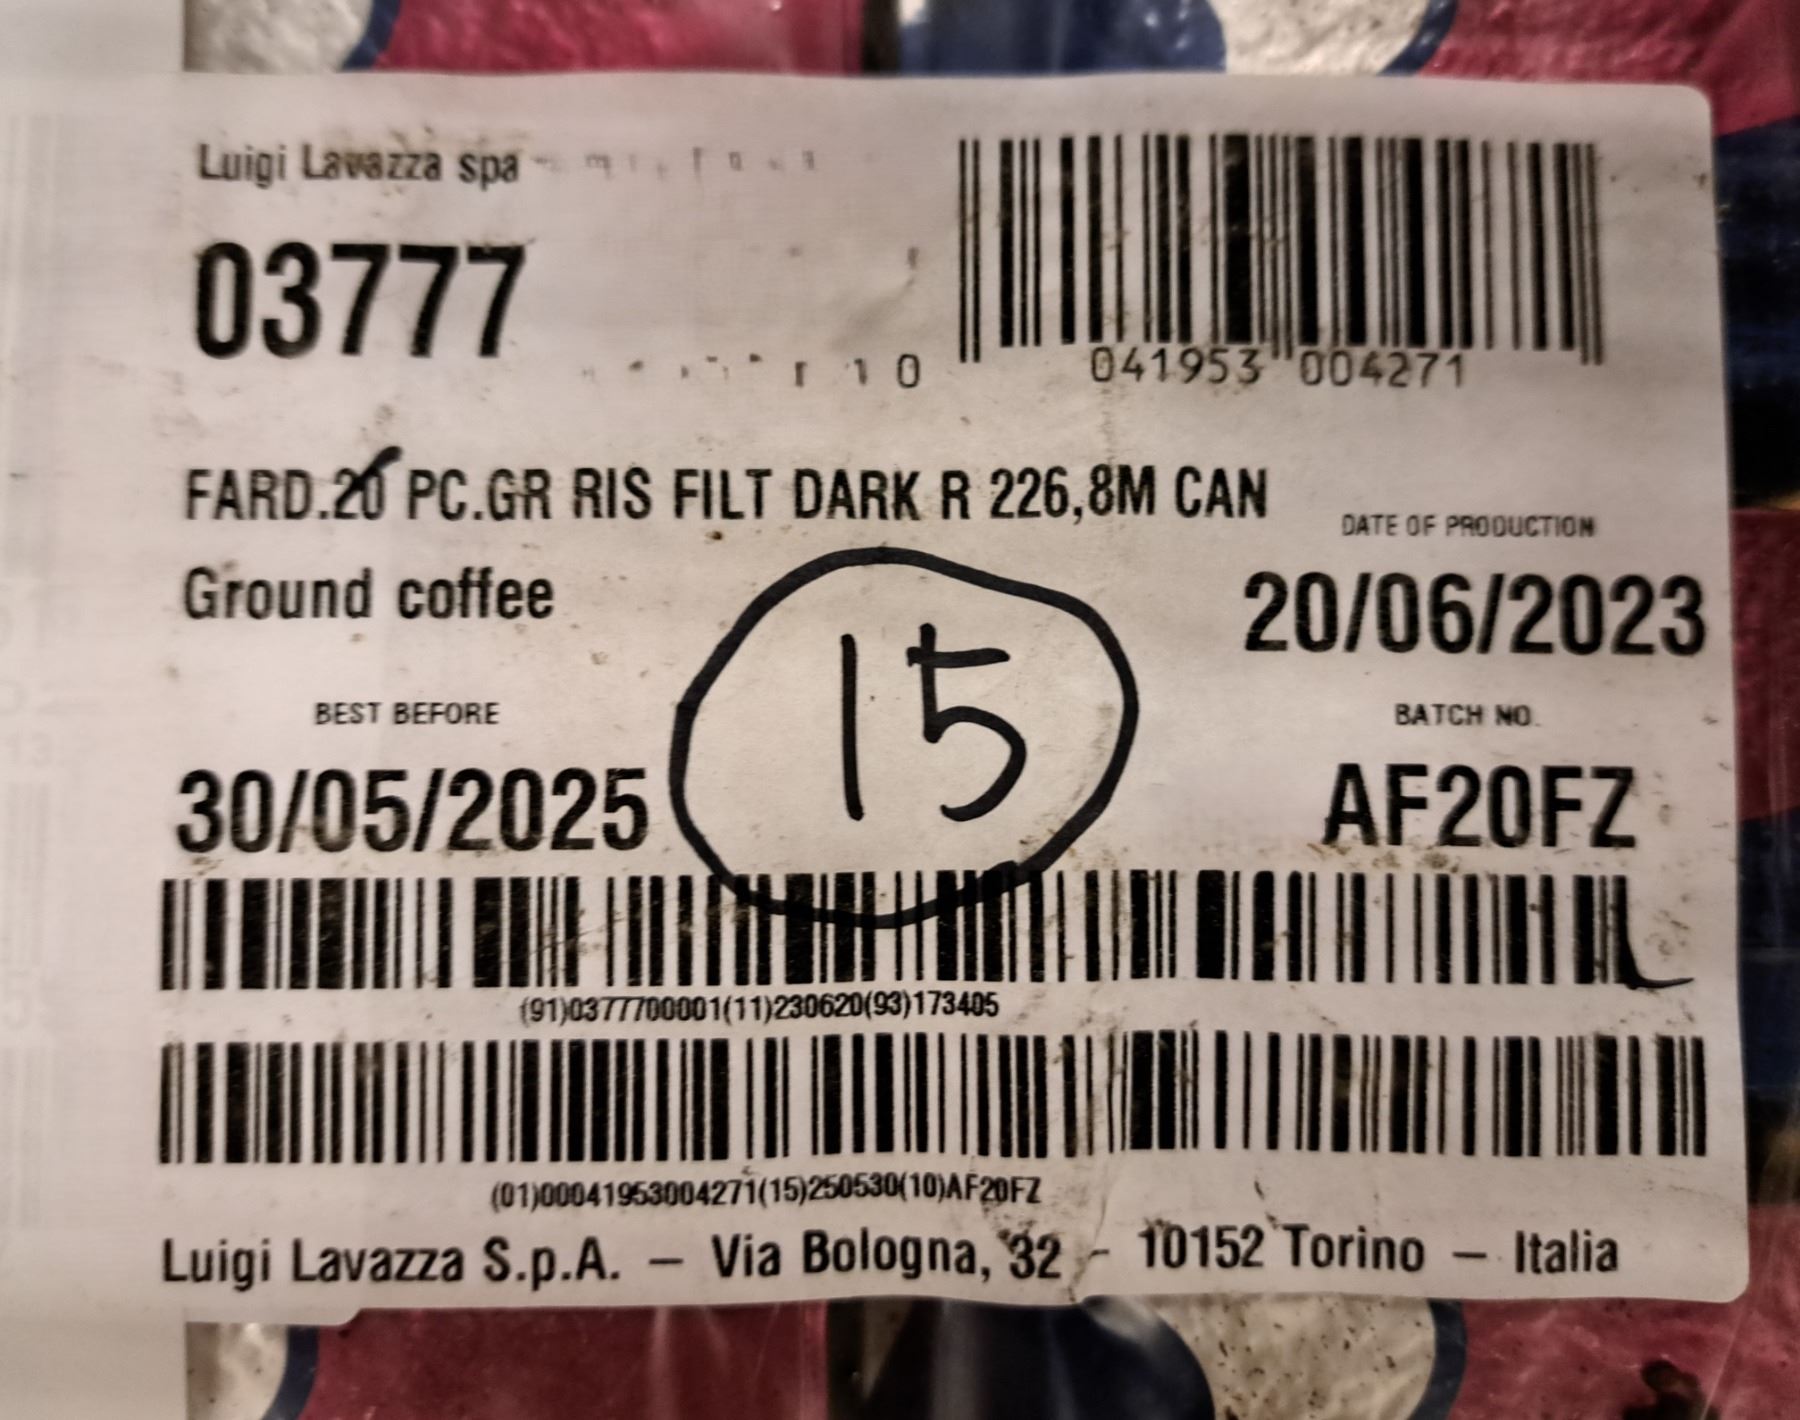 Luigi Lavazza spa
03777
10
041953 004271
FARD.20 PC.GR RIS FILT DARK R 226,8M CAN
DATE OF PRODUCTION
Ground coffee
20/06/2023
15
BEST BEFORE
BATCH NO.
30/05/2025
AF20FZ
(91)0377700001(11)230620(93)173405
(01)00041953004271(15)250530(10)AF20FZ
Luigi Lavazza S.p.A. – Via Bologna, 32 - 10152 Torino – Italia